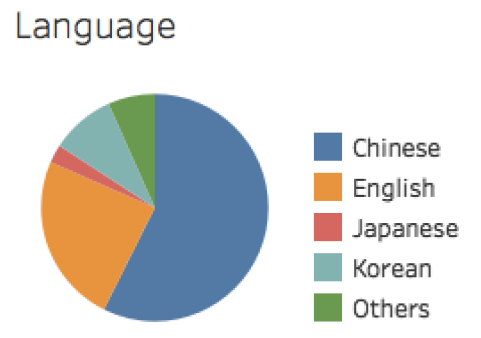 Language
Chinese
English
Japanese
Korean
Others